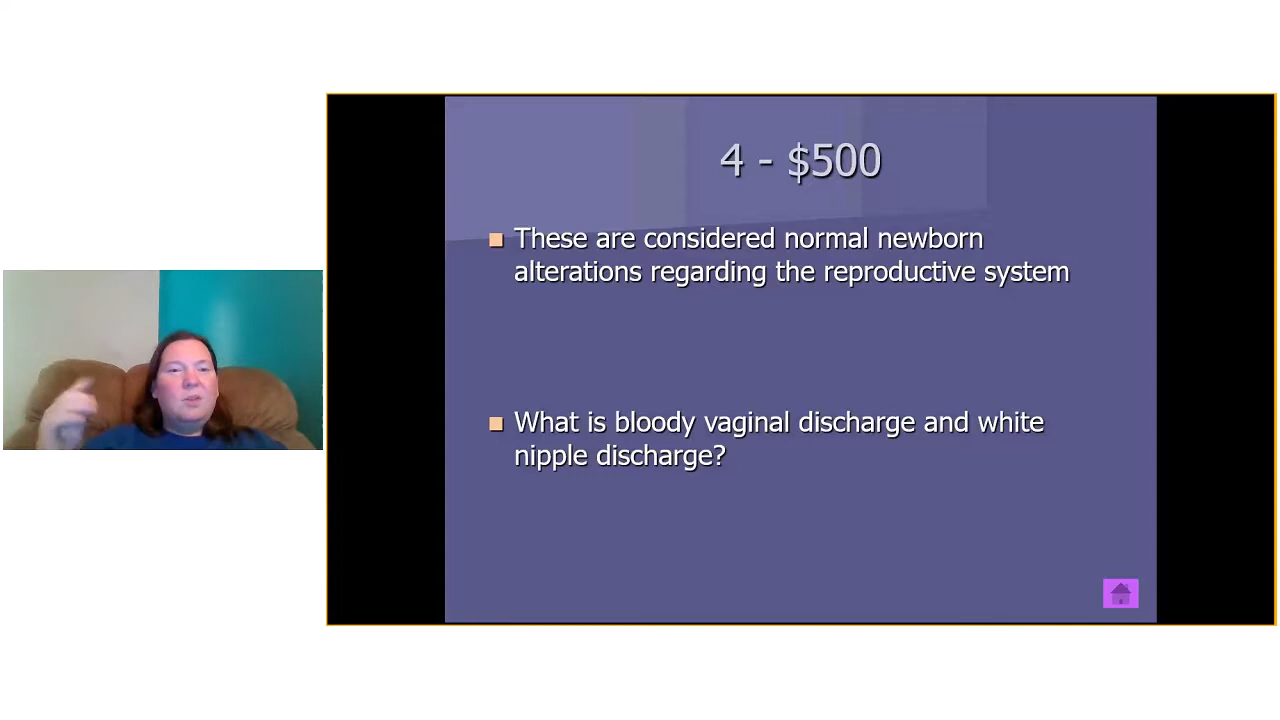 4 - $500
These are considered normal newborn
alterations regarding the reproductive system
What is bloody vaginal discharge and white
nipple discharge?